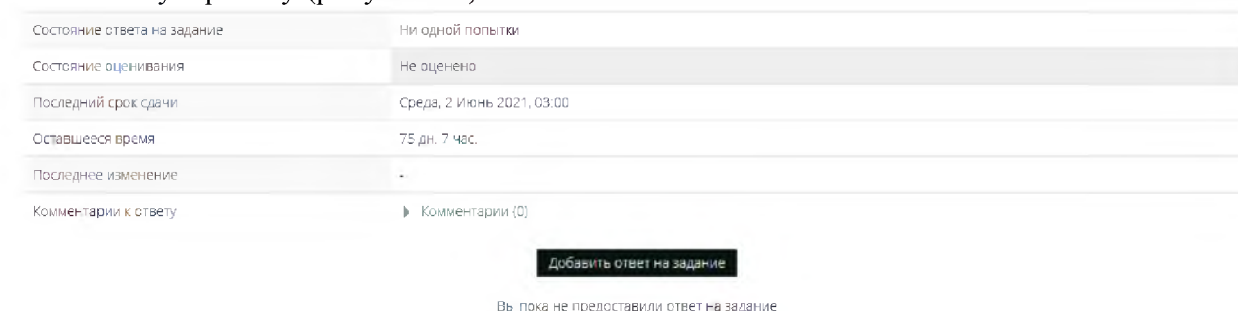 Состояние ответа на задание Ни одной попытки
Состояние оценивания Не оценено
Последний срок сдачи Среда, 2 Июнь 2021, 03:00
Оставшееся время 75 дн. 7 час.
Последнее изменение -
Комментарии к ответу Комментарии (0)
Добавить ответ на задание
Вы пока не предоставили ответ на задание